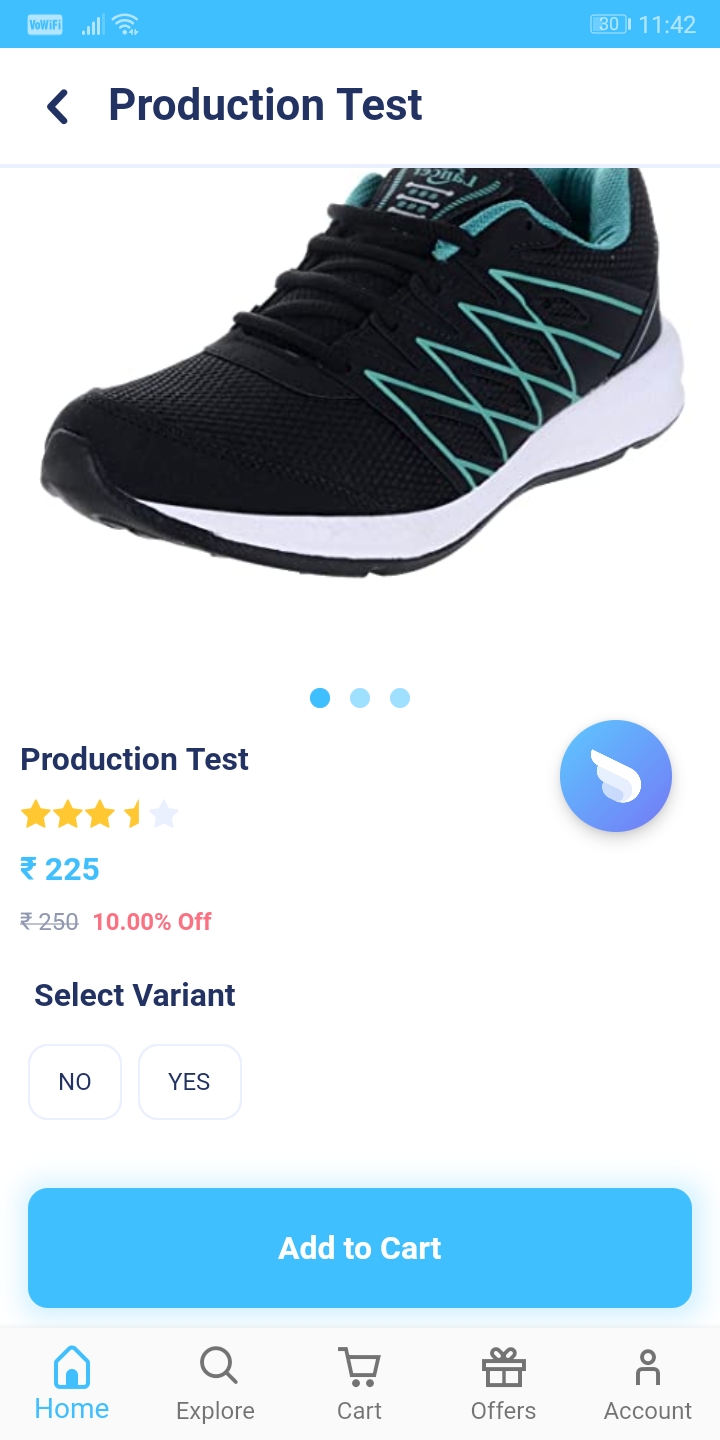 VoWiFi 30 11:42
Production Test
Lancer
Production Test
₹ 225
₹ 250 10.00% Off
Select Variant
NO YES
Add to Cart
Home Explore Cart Offers Account